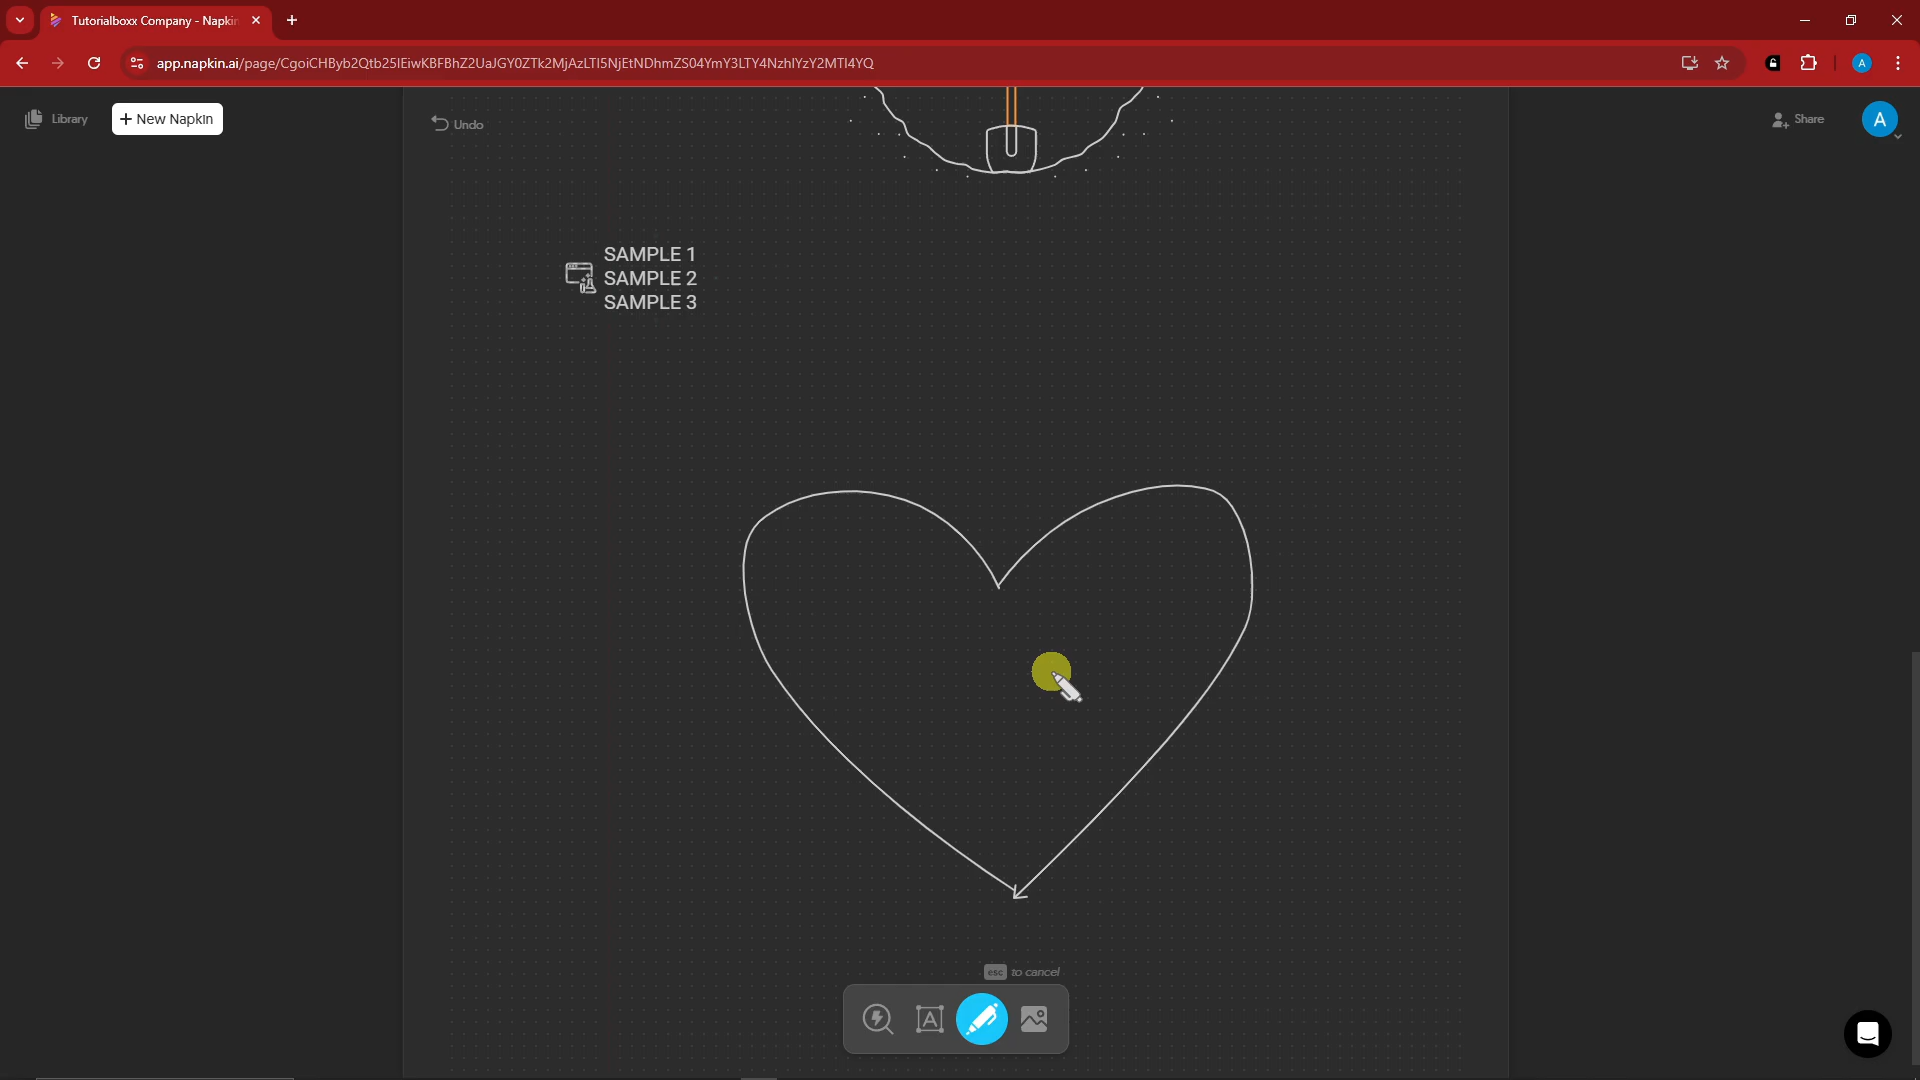 Tutorialboxx Company - Napkin
app.napkin.ai/page/CgoiCHByb2Qtb25lEiwKBFBhZ2UaJGY0ZTk2MjAzLTI5NjEtNDhmZS04YmY3LTY4NzhlYzY2MTI4YQ
A
Library
+ New Napkin
Undo
Share
A
SAMPLE 1
SAMPLE 2
SAMPLE 3
esc to cancel
A